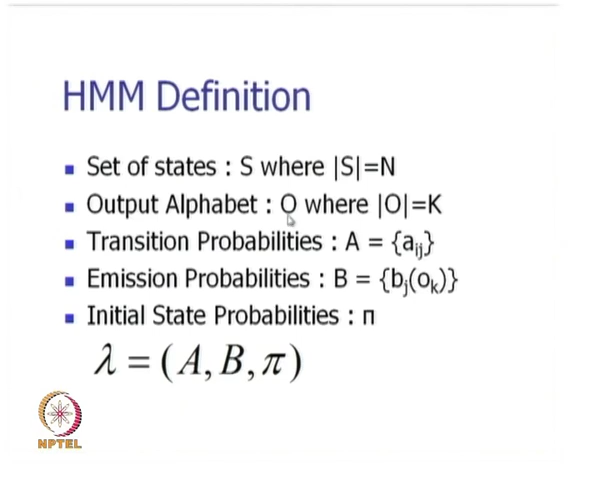 HMM Definition
Set of states : S where |S|=N
Output Alphabet : O where |O|=K
Transition Probabilities : A = {aᵢⱼ}
Emission Probabilities : B = {bⱼ(oₖ)}
Initial State Probabilities : π
λ = (A, B, π)
NPTEL